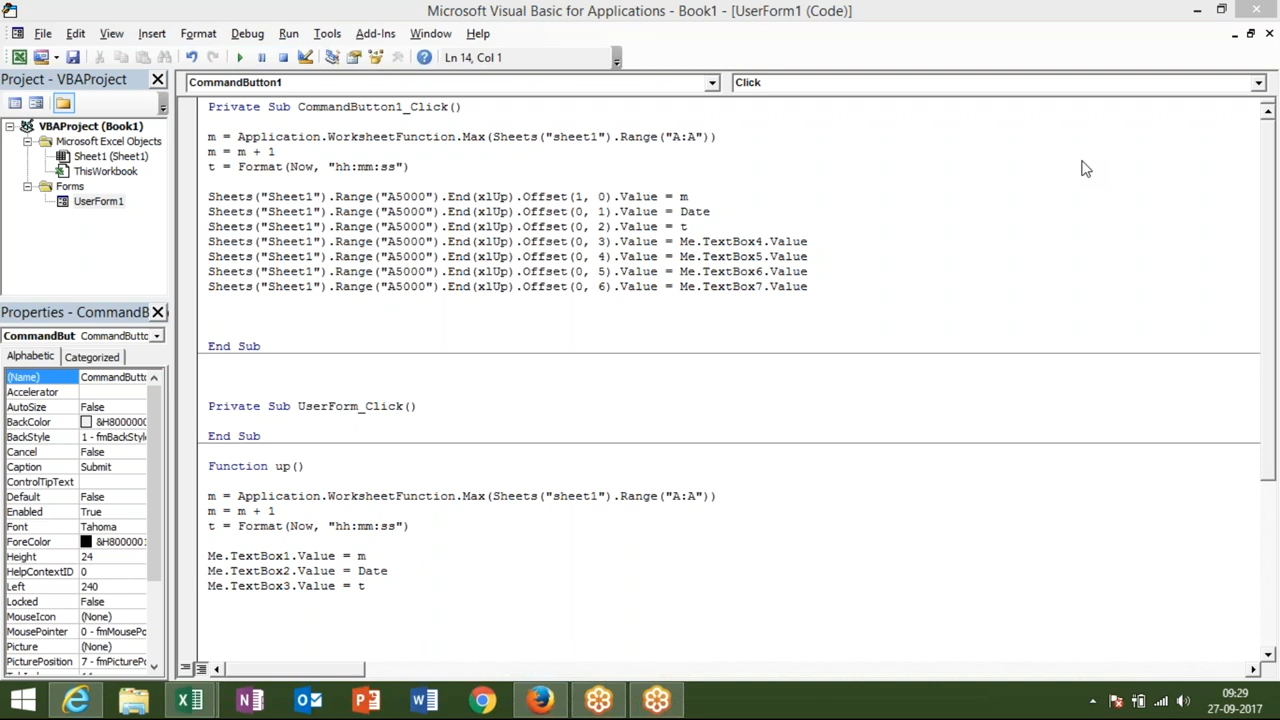 Microsoft Visual Basic for Applications - Book1 - [UserForm1 (Code)]
File Edit View Insert Format Debug Run Tools Add-Ins Window Help
Ln 14, Col 1
Project - VBAProject
CommandButton1
Click
VBAProject (Book1)
Microsoft Excel Objects
Sheet1 (Sheet1)
ThisWorkbook
Forms
UserForm1
Properties - CommandB
CommandBut CommandButto
Alphabetic Categorized
(Name) CommandButto
Accelerator
AutoSize False
BackColor &H8000000
BackStyle 1 - fmBackStyl
Cancel False
Caption Submit
ControlTipText
Default False
Enabled True
Font Tahoma
ForeColor &H8000001
Height 24
HelpContextID 0
Left 240
Locked False
MouseIcon (None)
MousePointer 0 - fmMousePo
Picture (None)
PicturePosition 7 - fmPicturePo
Private Sub CommandButton1_Click()
m = Application.WorksheetFunction.Max(Sheets("sheet1").Range("A:A"))
m = m + 1
t = Format(Now, "hh:mm:ss")
Sheets("Sheet1").Range("A5000").End(xlUp).Offset(1, 0).Value = m
Sheets("Sheet1").Range("A5000").End(xlUp).Offset(0, 1).Value = Date
Sheets("Sheet1").Range("A5000").End(xlUp).Offset(0, 2).Value = t
Sheets("Sheet1").Range("A5000").End(xlUp).Offset(0, 3).Value = Me.TextBox4.Value
Sheets("Sheet1").Range("A5000").End(xlUp).Offset(0, 4).Value = Me.TextBox5.Value
Sheets("Sheet1").Range("A5000").End(xlUp).Offset(0, 5).Value = Me.TextBox6.Value
Sheets("Sheet1").Range("A5000").End(xlUp).Offset(0, 6).Value = Me.TextBox7.Value
End Sub
Private Sub UserForm_Click()
End Sub
Function up()
m = Application.WorksheetFunction.Max(Sheets("sheet1").Range("A:A"))
m = m + 1
t = Format(Now, "hh:mm:ss")
Me.TextBox1.Value = m
Me.TextBox2.Value = Date
Me.TextBox3.Value = t
09:29
27-09-2017